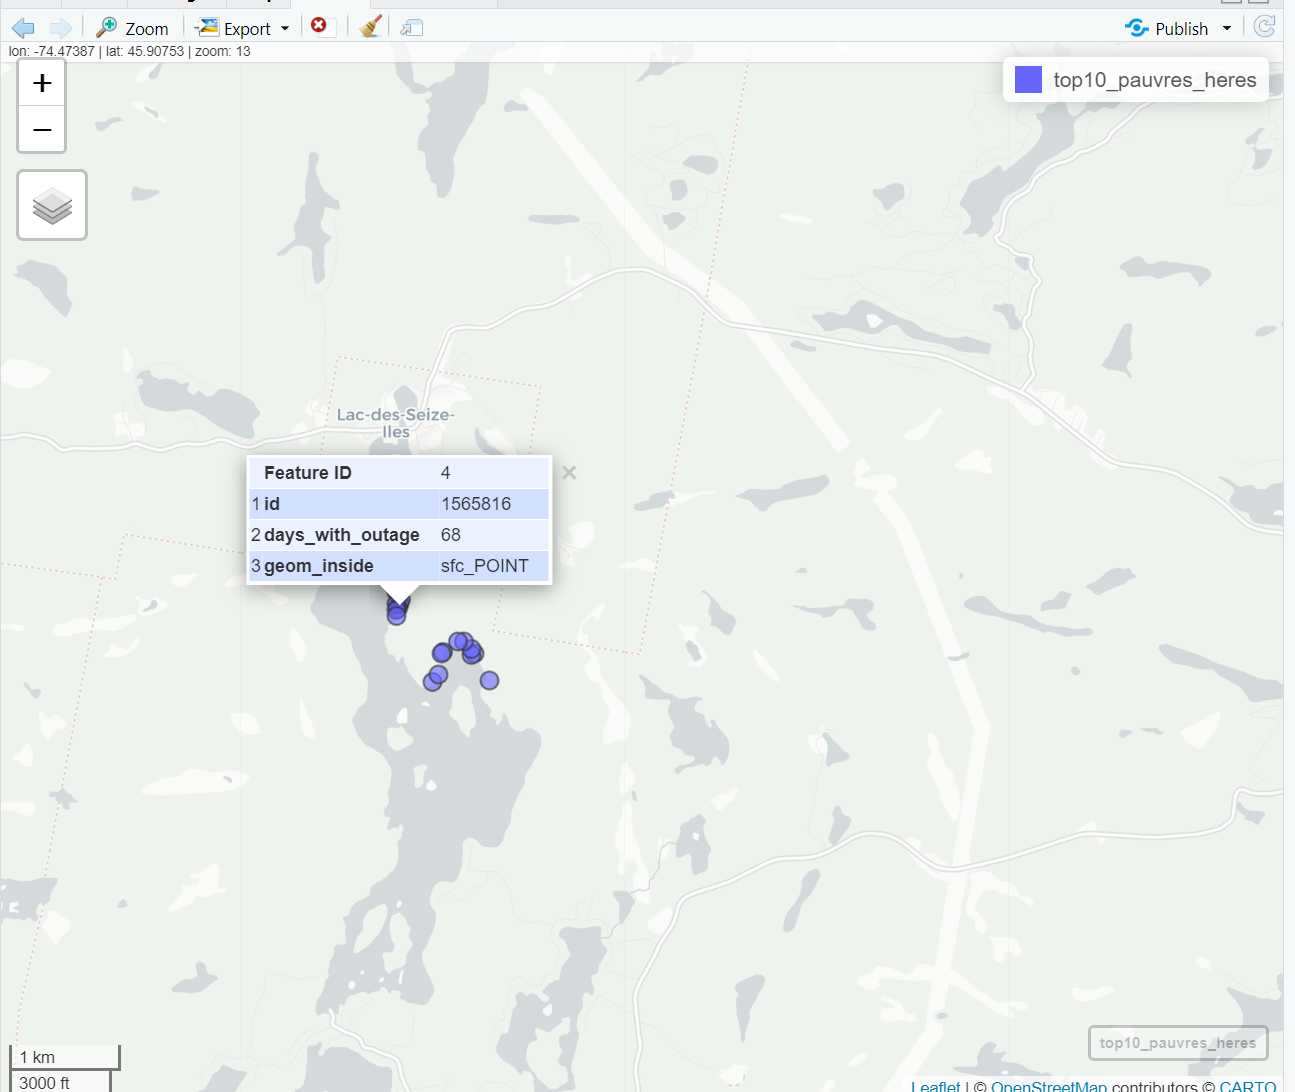 Zoom Export Publish
lon: -74.47387 | lat: 45.90753 | zoom: 13
+
−
top10_pauvres_heres
Lac-des-Seize-
Iles
Feature ID 4 ×
1 id 1565816
2 days_with_outage 68
3 geom_inside sfc_POINT
top10_pauvres_heres
1 km
3000 ft
Leaflet | © OpenStreetMap contributors © CARTO